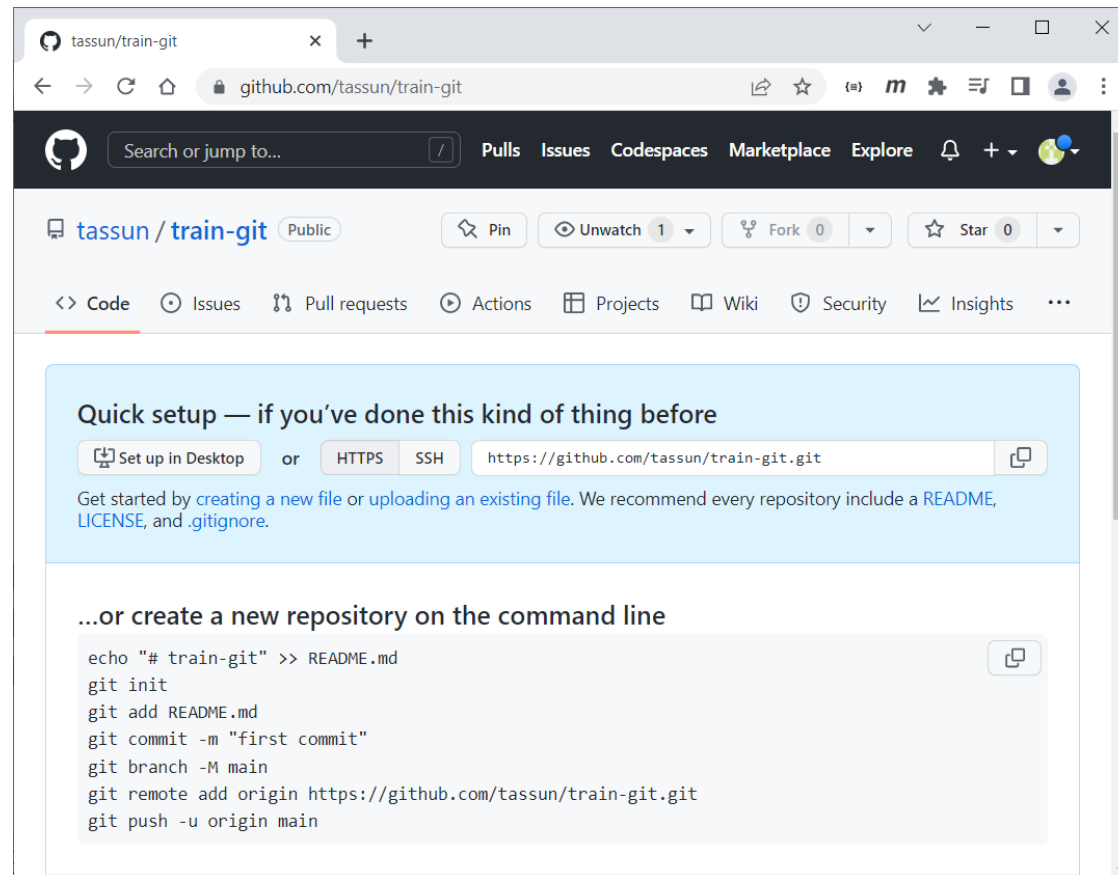 tassun/train-git
github.com/tassun/train-git
Search or jump to... / Pulls Issues Codespaces Marketplace Explore
tassun / train-git Public Pin Unwatch 1 Fork 0 Star 0
<> Code Issues Pull requests Actions Projects Wiki Security Insights ...
Quick setup — if you’ve done this kind of thing before
Set up in Desktop or HTTPS SSH https://github.com/tassun/train-git.git
Get started by creating a new file or uploading an existing file. We recommend every repository include a README,
LICENSE, and .gitignore.
…or create a new repository on the command line
echo "# train-git" >> README.md
git init
git add README.md
git commit -m "first commit"
git branch -M main
git remote add origin https://github.com/tassun/train-git.git
git push -u origin main